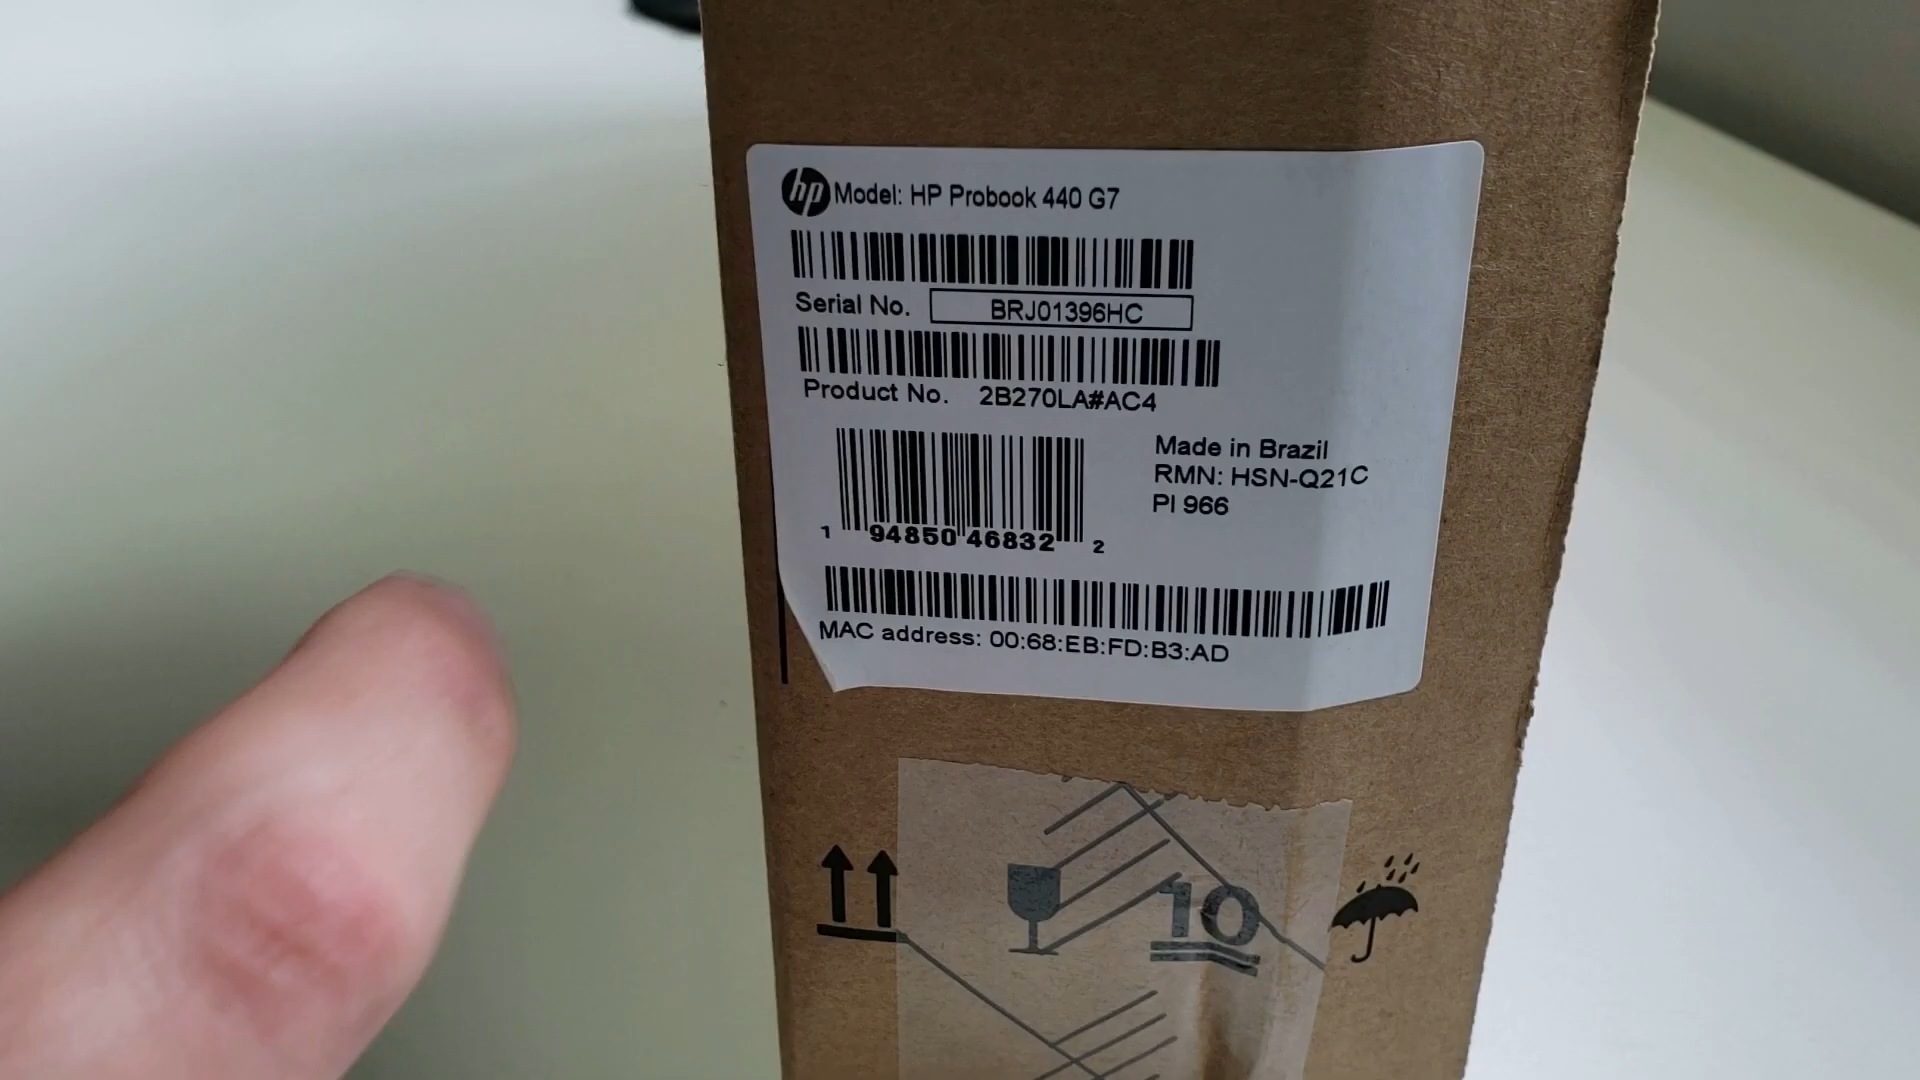 hp Model: HP Probook 440 G7
Serial No. BRJ01396HC
Product No. 2B270LA#AC4
Made in Brazil
RMN: HSN-Q21C
PI 966
1 94850 46832 2
MAC address: 00:68:EB:FD:B3:AD
10